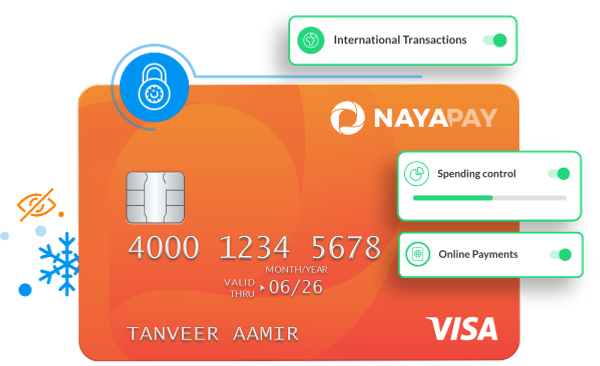 International Transactions
NAYAPAY
Spending control
4000 1234 5678
Online Payments
MONTH/YEAR
VALID THRU 06/26
TANVEER AAMIR
VISA